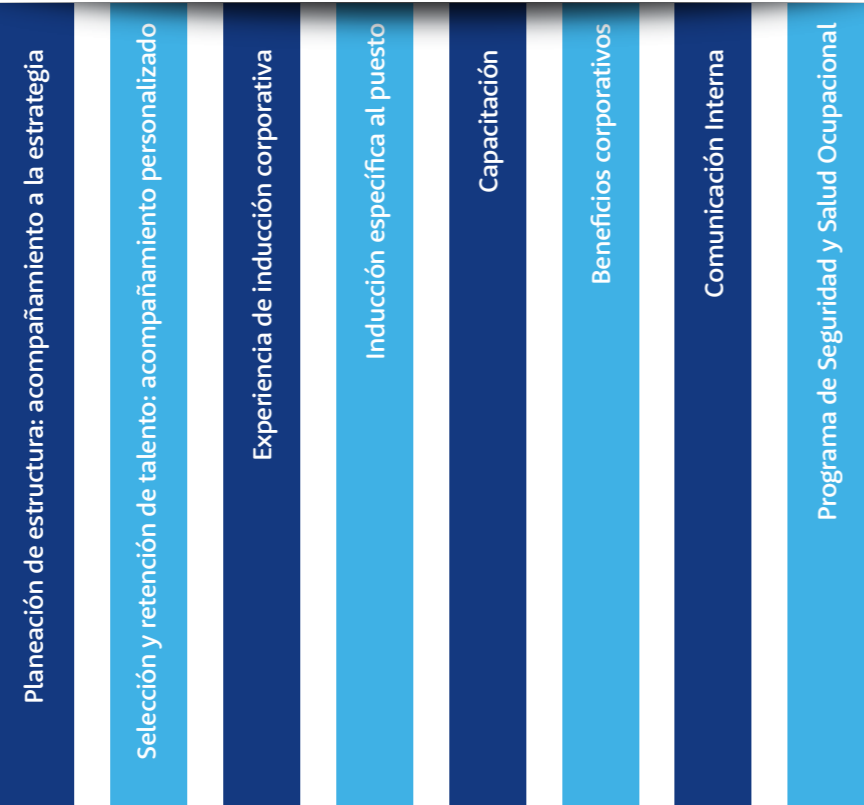 Planeación de estructura: acompañamiento a la estrategia
Selección y retención de talento: acompañamiento personalizado
Experiencia de inducción corporativa
Inducción específica al puesto
Capacitación
Beneficios corporativos
Comunicación Interna
Programa de Seguridad y Salud Ocupacional